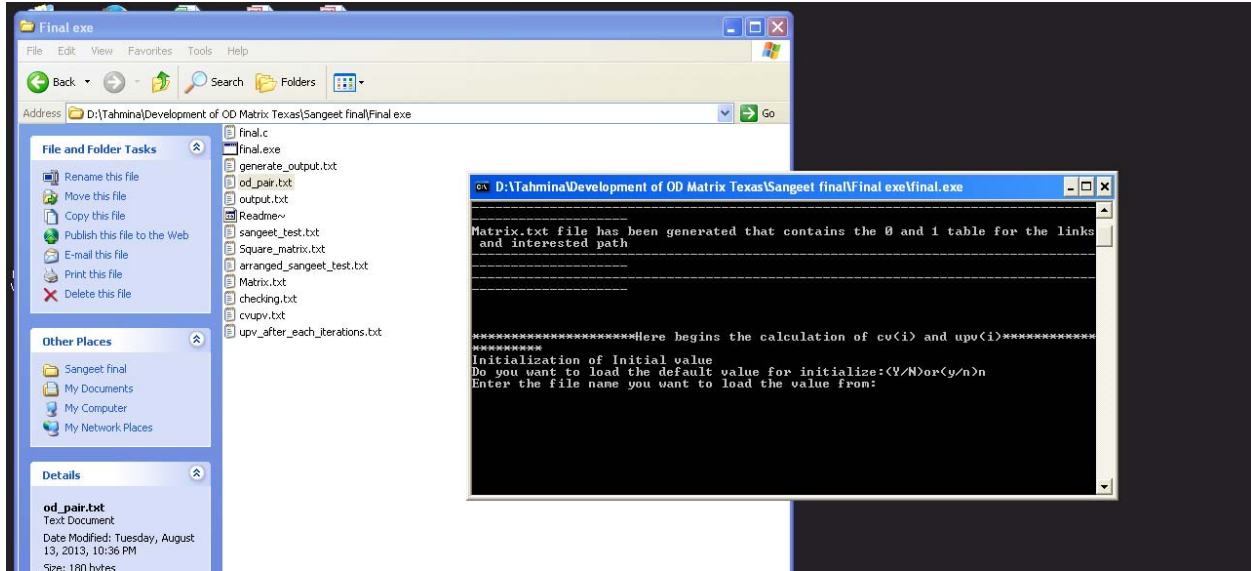 Final exe
File Edit View Favorites Tools Help
Back Search Folders
Address D:\Tahmina\Development of OD Matrix Texas\Sangeet final\Final exe Go
File and Folder Tasks
Rename this file
Move this file
Copy this file
Publish this file to the Web
E-mail this file
Print this file
Delete this file
Other Places
Sangeet final
My Documents
My Computer
My Network Places
Details
od_pair.txt
Text Document
Date Modified: Tuesday, August
13, 2013, 10:36 PM
Size: 180 bytes
final.c
final.exe
generate_output.txt
od_pair.txt
output.txt
Readme~
sangeet_test.txt
Square_matrix.txt
arranged_sangeet_test.txt
Matrix.txt
checking.txt
cvupv.txt
upv_after_each_iterations.txt
D:\Tahmina\Development of OD Matrix Texas\Sangeet final\Final exe\final.exe
Matrix.txt file has been generated that contains the 0 and 1 table for the links
and interested path
**********************Here begins the calculation of cv(i) and upv(i)************
**********
Initialization of Initial value
Do you want to load the default value for initialize:(Y/N)or(y/n)n
Enter the file name you want to load the value from: